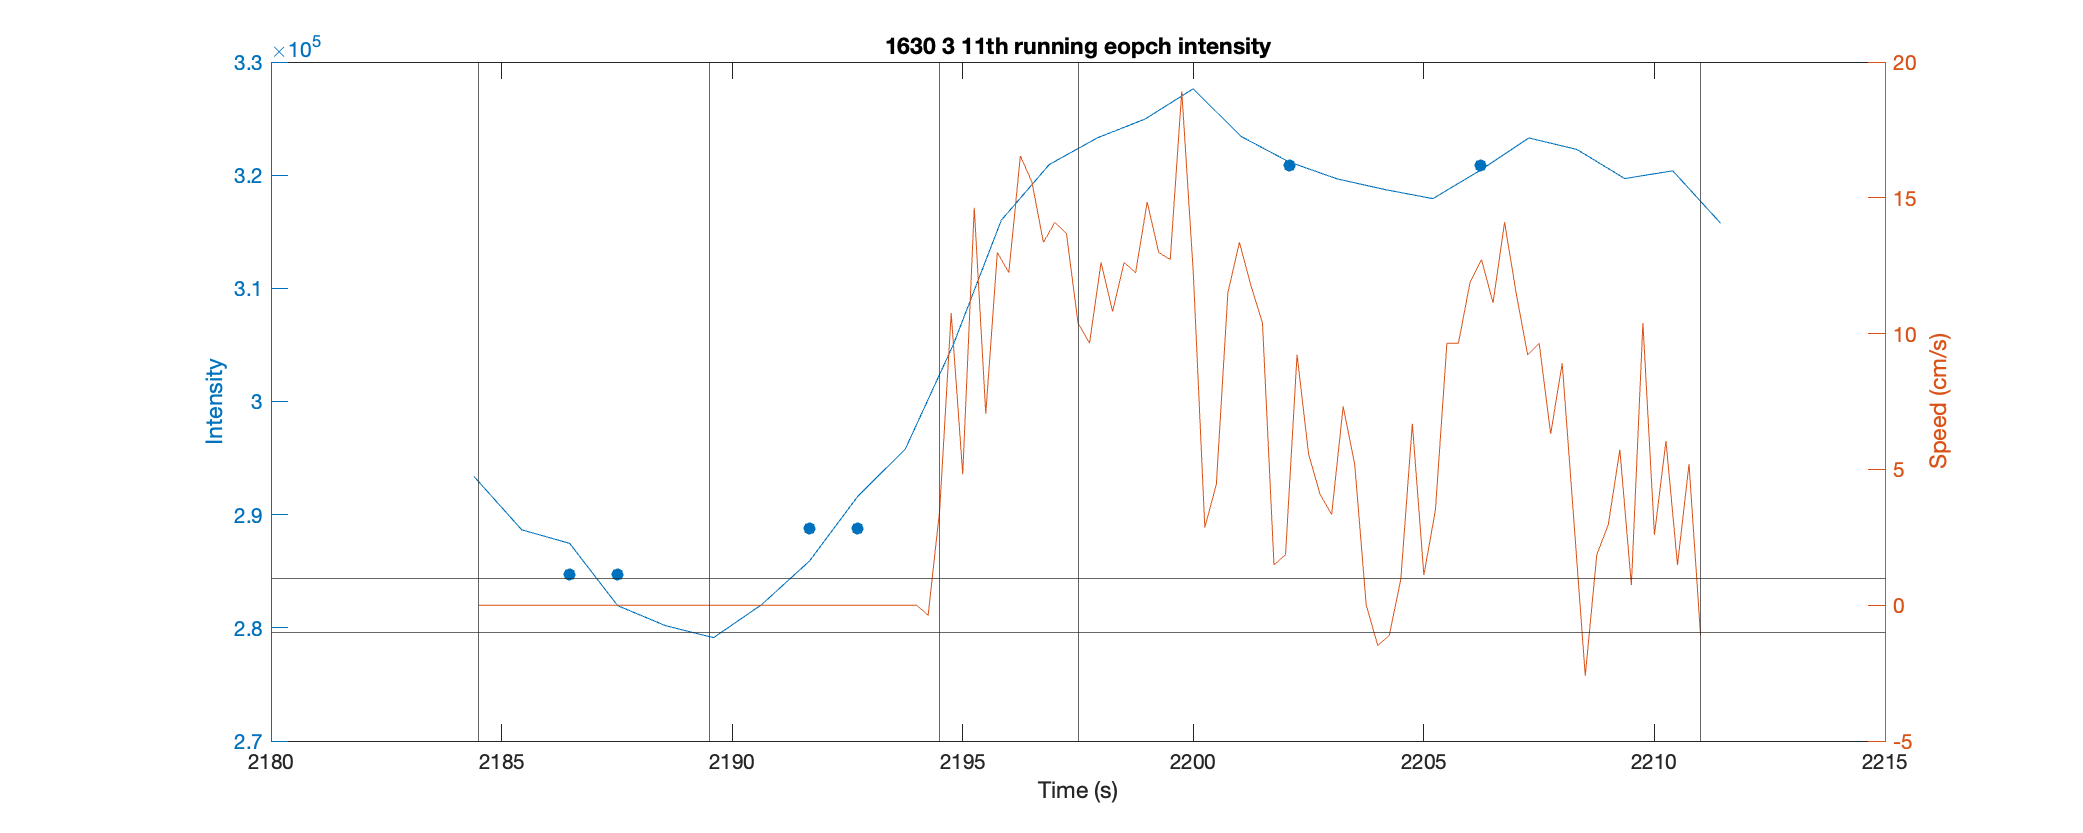 1630 3 11th running eopch intensity
×10^5
3.3
3.2
3.1
3
2.9
2.8
2.7
Intensity
20
15
10
5
0
-5
Speed (cm/s)
2180 2185 2190 2195 2200 2205 2210 2215
Time (s)